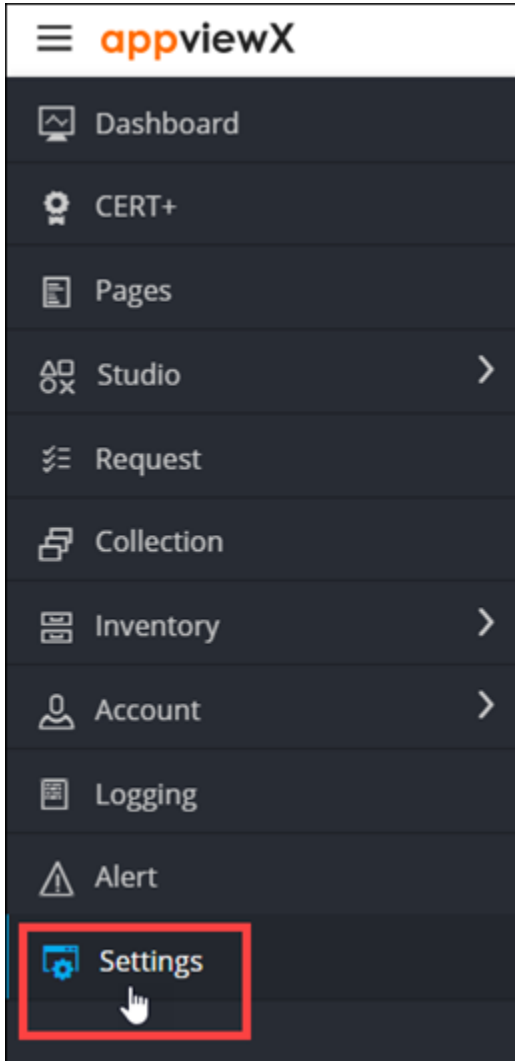 appviewX
Dashboard
CERT+
Pages
Studio
Request
Collection
Inventory
Account
Logging
Alert
Settings